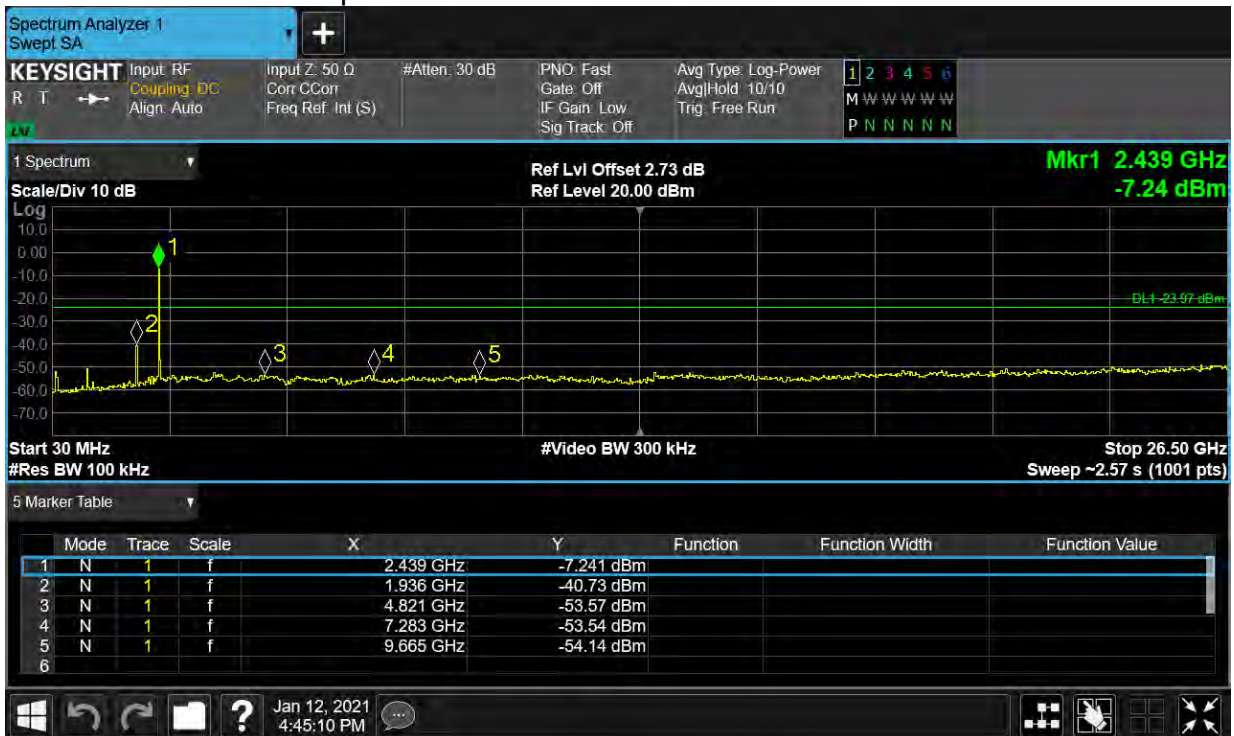 Spectrum Analyzer 1
Swept SA
KEYSIGHT Input: RF Input Z: 50 Ω #Atten: 30 dB PNO: Fast Avg Type: Log-Power 1 2 3 4 5 6
R T Coupling: DC Corr CCorr Gate: Off Avg|Hold: 10/10 M W W W W W
Align: Auto Freq Ref: Int (S) IF Gain: Low Trig: Free Run
LXI Sig Track: Off P N N N N N
1 Spectrum Ref Lvl Offset 2.73 dB Mkr1 2.439 GHz
Scale/Div 10 dB Ref Level 20.00 dBm -7.24 dBm
Log
10.0
0.00 1
-10.0
-20.0 DL1 -23.97 dBm
-30.0 2
-40.0 3 4 5
-50.0
-60.0
-70.0
Start 30 MHz #Video BW 300 kHz Stop 26.50 GHz
#Res BW 100 kHz Sweep ~2.57 s (1001 pts)
5 Marker Table
Mode Trace Scale X Y Function Function Width Function Value
1 N 1 f 2.439 GHz -7.241 dBm
2 N 1 f 1.936 GHz -40.73 dBm
3 N 1 f 4.821 GHz -53.57 dBm
4 N 1 f 7.283 GHz -53.54 dBm
5 N 1 f 9.665 GHz -54.14 dBm
6
? Jan 12, 2021
4:45:10 PM